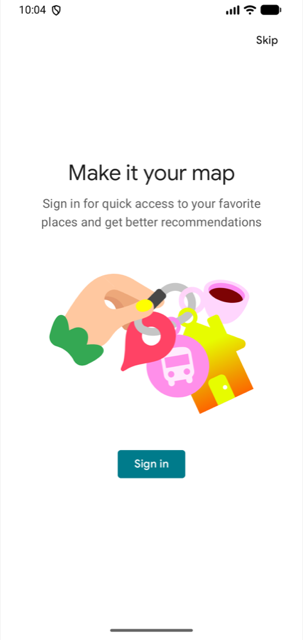 10:04
Skip
Make it your map
Sign in for quick access to your favorite
places and get better recommendations
Sign in